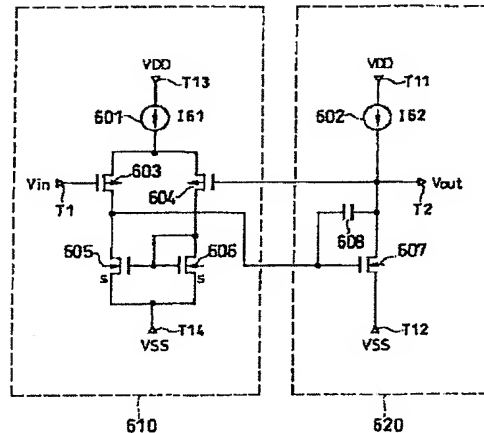 VDD
T13
601
I61
VDD
T11
602
I62
Vin
T1
603
604
Vout
T2
608
605
606
607
s
s
T14
VSS
T12
VSS
610
620